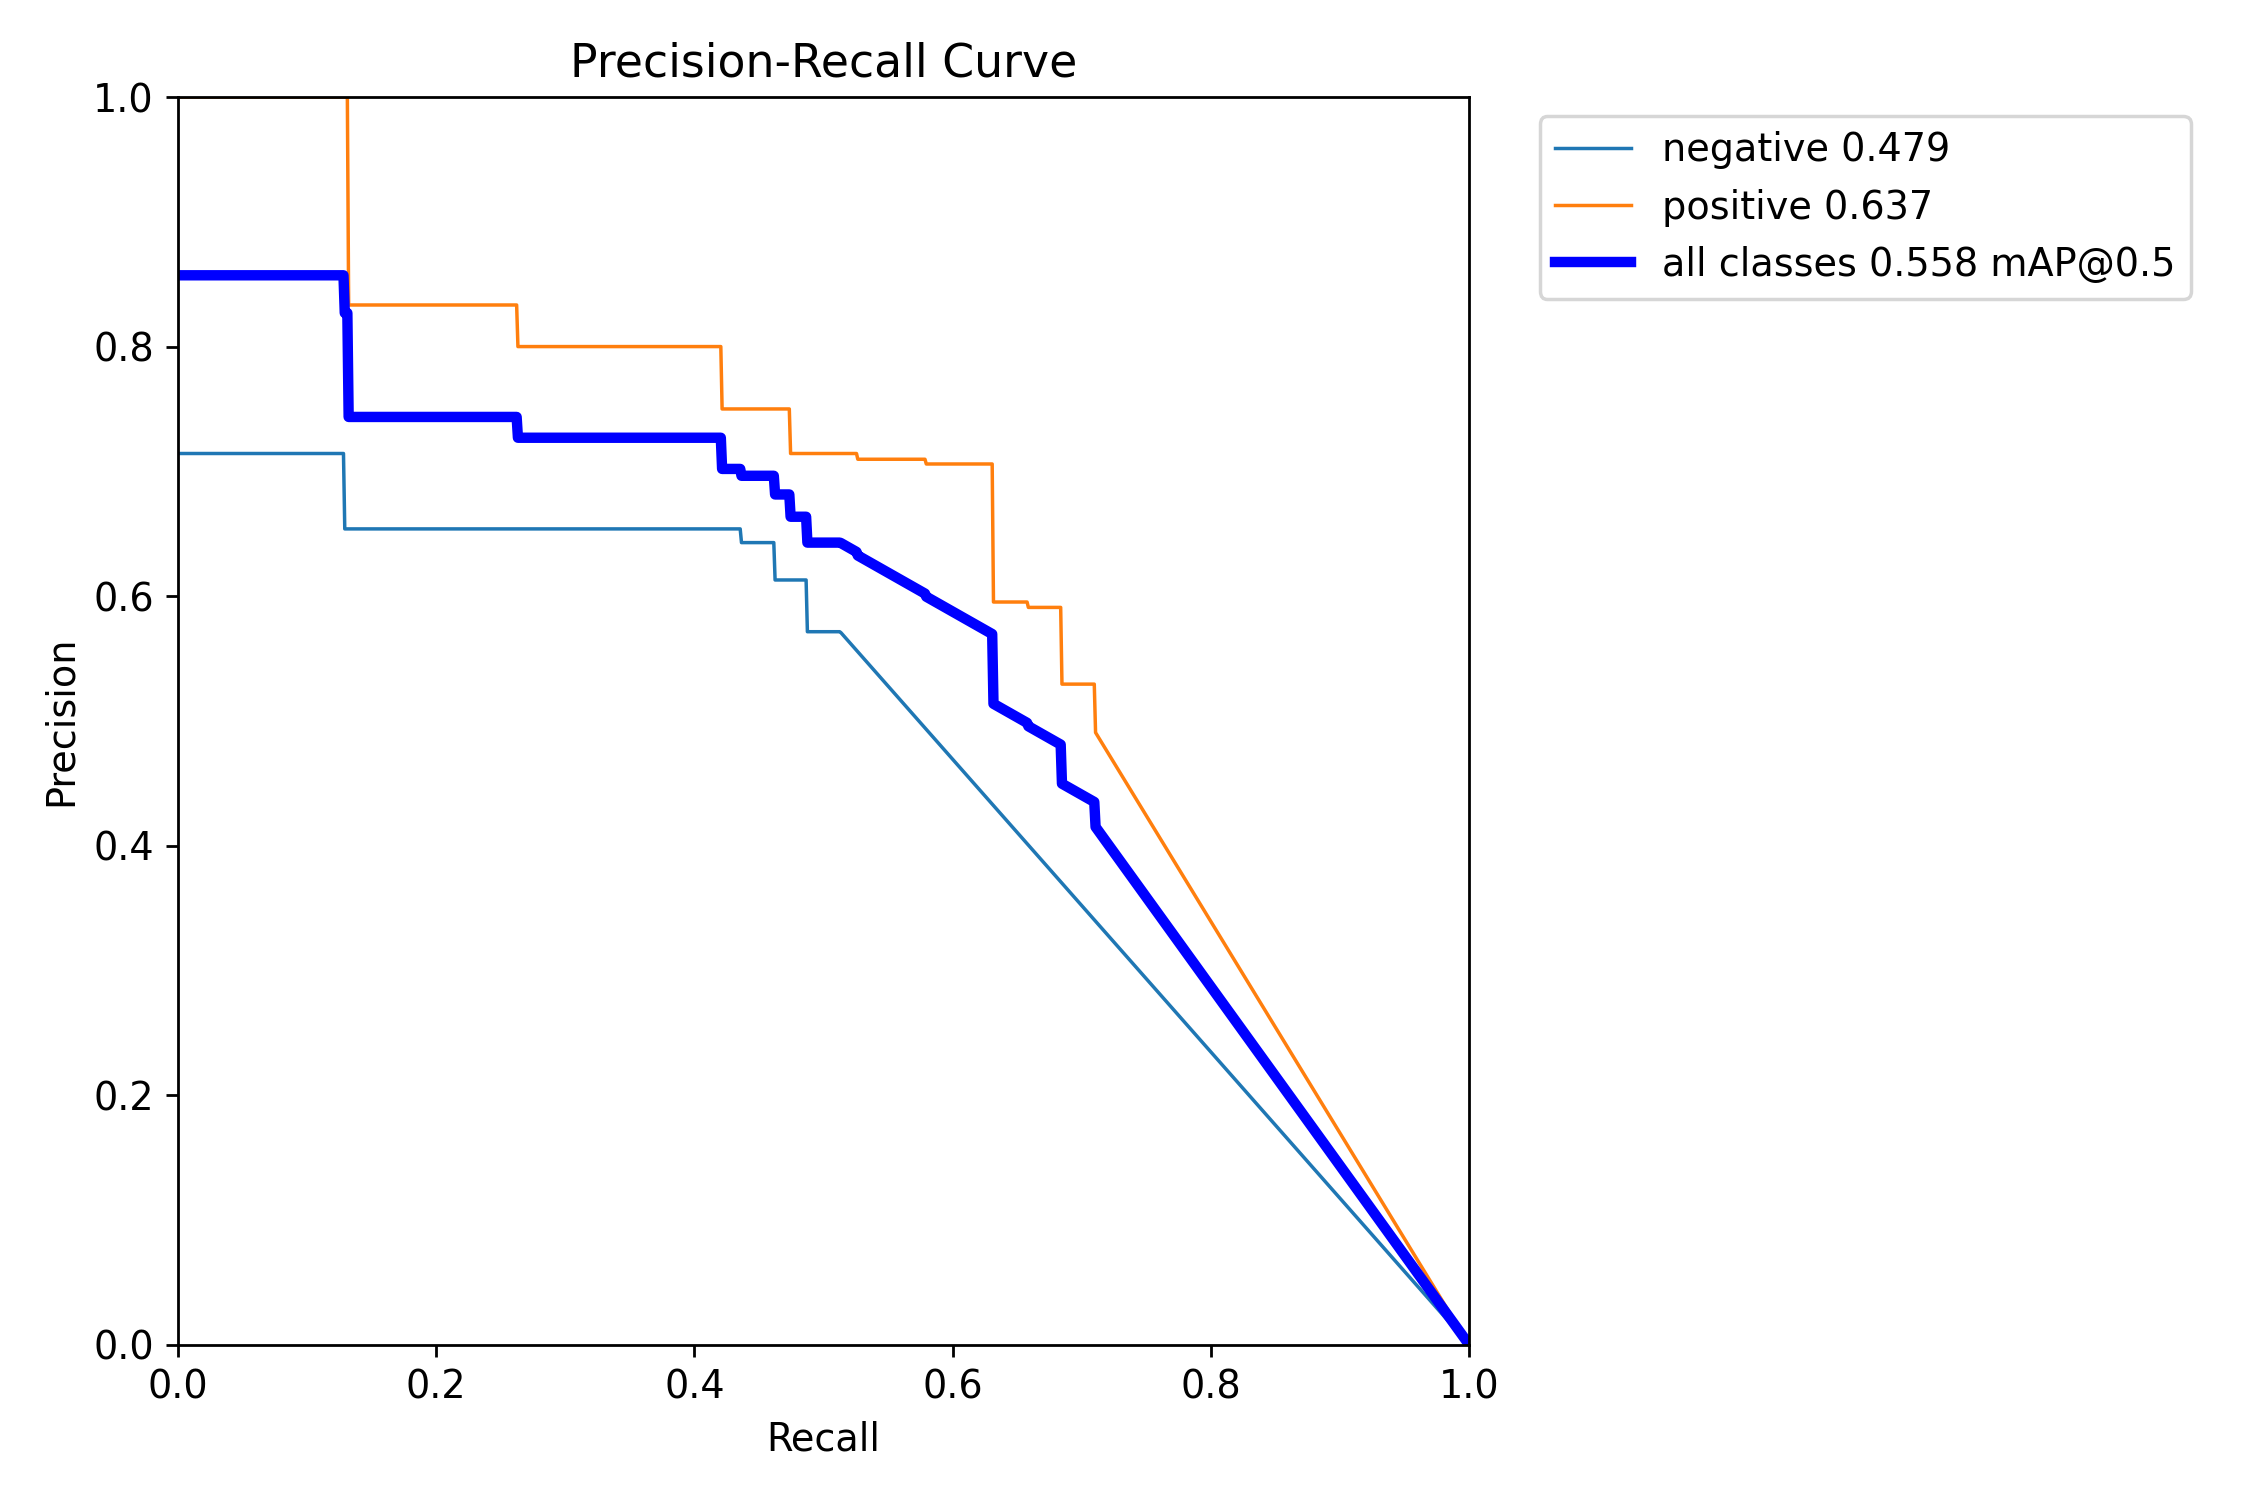 Precision-Recall Curve
negative 0.479
positive 0.637
all classes 0.558 mAP@0.5
Precision
1.0
0.8
0.6
0.4
0.2
0.0
0.0 0.2 0.4 0.6 0.8 1.0
Recall